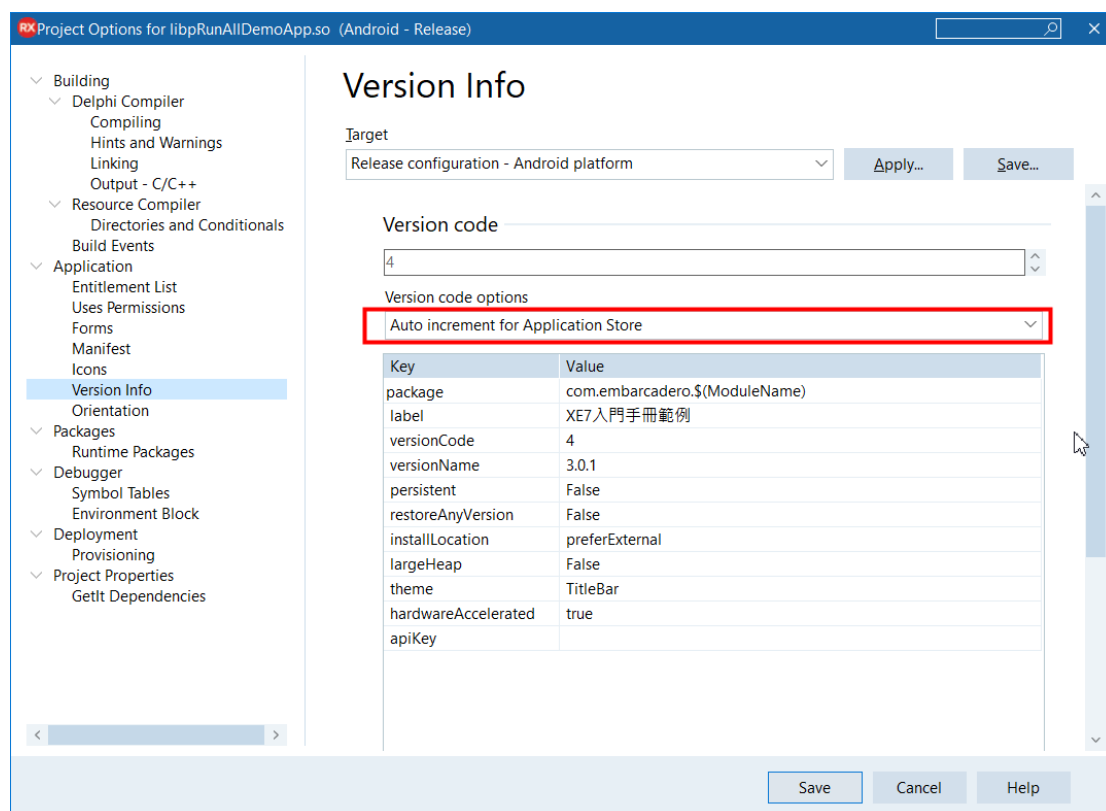 RX Project Options for libpRunAllDemoApp.so (Android - Release)
Building
Delphi Compiler
Compiling
Hints and Warnings
Linking
Output - C/C++
Resource Compiler
Directories and Conditionals
Build Events
Application
Entitlement List
Uses Permissions
Forms
Manifest
Icons
Version Info
Orientation
Packages
Runtime Packages
Debugger
Symbol Tables
Environment Block
Deployment
Provisioning
Project Properties
GetIt Dependencies
Version Info
Target
Release configuration - Android platform
Apply...
Save...
Version code
4
Version code options
Auto increment for Application Store
Key Value
package com.embarcadero.$(ModuleName)
label XE7入門手冊範例
versionCode 4
versionName 3.0.1
persistent False
restoreAnyVersion False
installLocation preferExternal
largeHeap False
theme TitleBar
hardwareAccelerated true
apiKey
Save Cancel Help